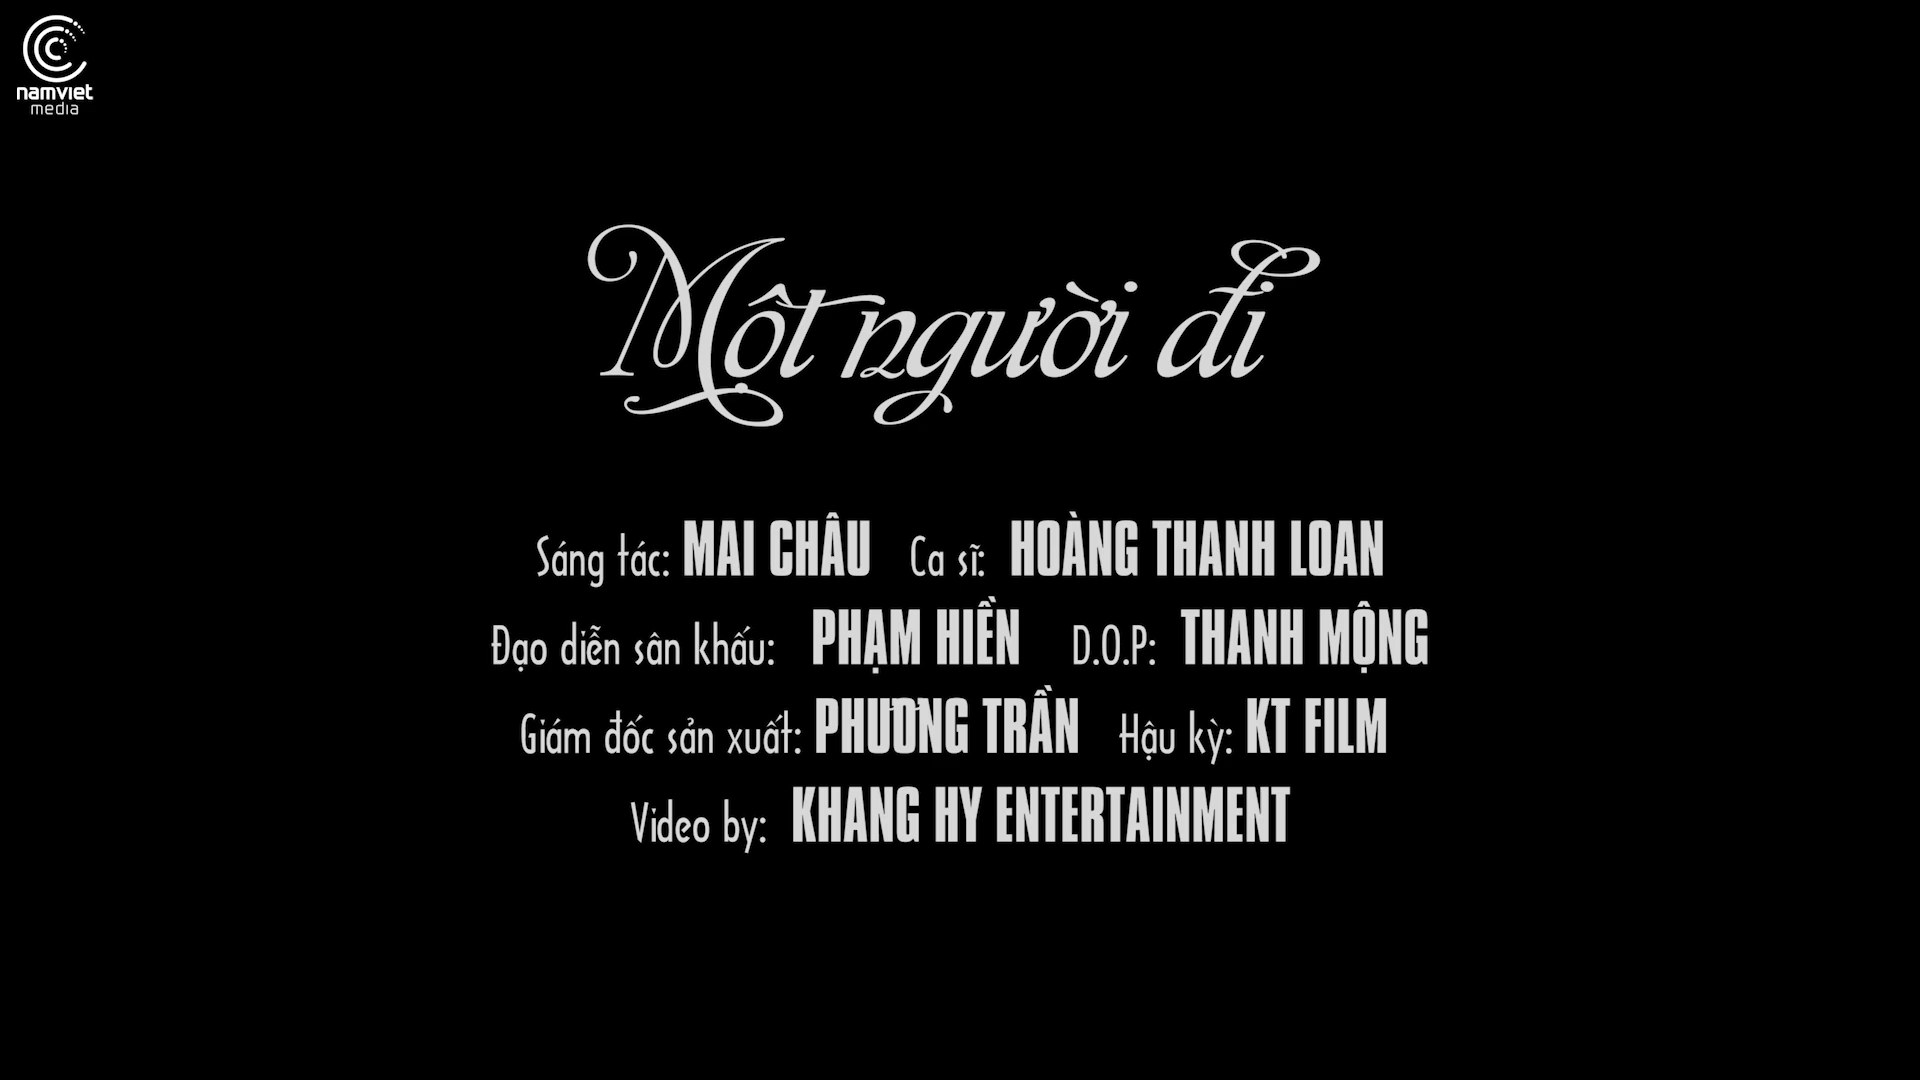 namviet
media
Một người đi
Sáng tác: MAI CHÂU Ca sĩ: HOÀNG THANH LOAN
Đạo diễn sân khấu: PHẠM HIỀN D.O.P: THANH MỘNG
Giám đốc sản xuất: PHƯƠNG TRẦN Hậu kỳ: KT FILM
Video by: KHANG HY ENTERTAINMENT